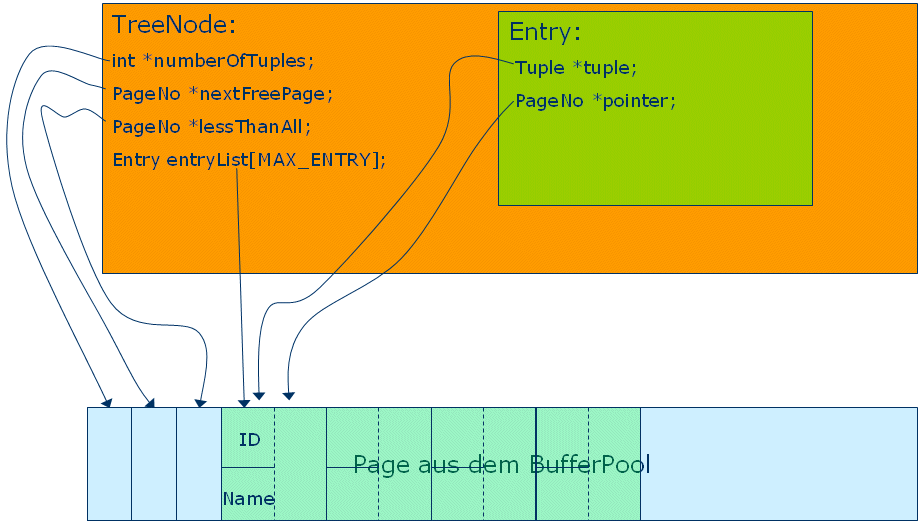 TreeNode:
int *numberOfTuples;
PageNo *nextFreePage;
PageNo *lessThanAll;
Entry entryList[MAX_ENTRY];
Entry:
Tuple *tuple;
PageNo *pointer;
ID
Page aus dem BufferPool
Name